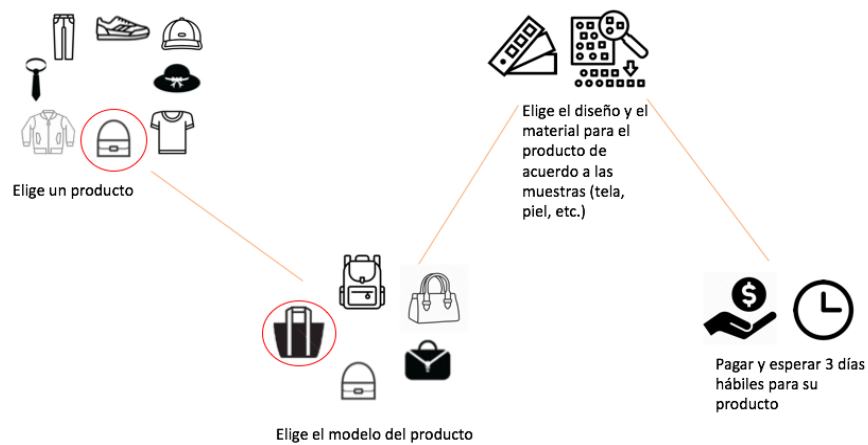 Elige un producto
Elige el modelo del producto
Elige el diseño y el
material para el
producto de
acuerdo a las
muestras (tela,
piel, etc.)
$
Pagar y esperar 3 días
hábiles para su
producto